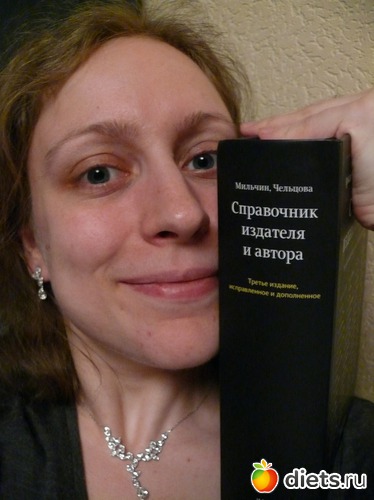 Мильчин, Чельцова
Справочник
издателя
и автора
Третье издание,
исправленное и дополненное
diets.ru